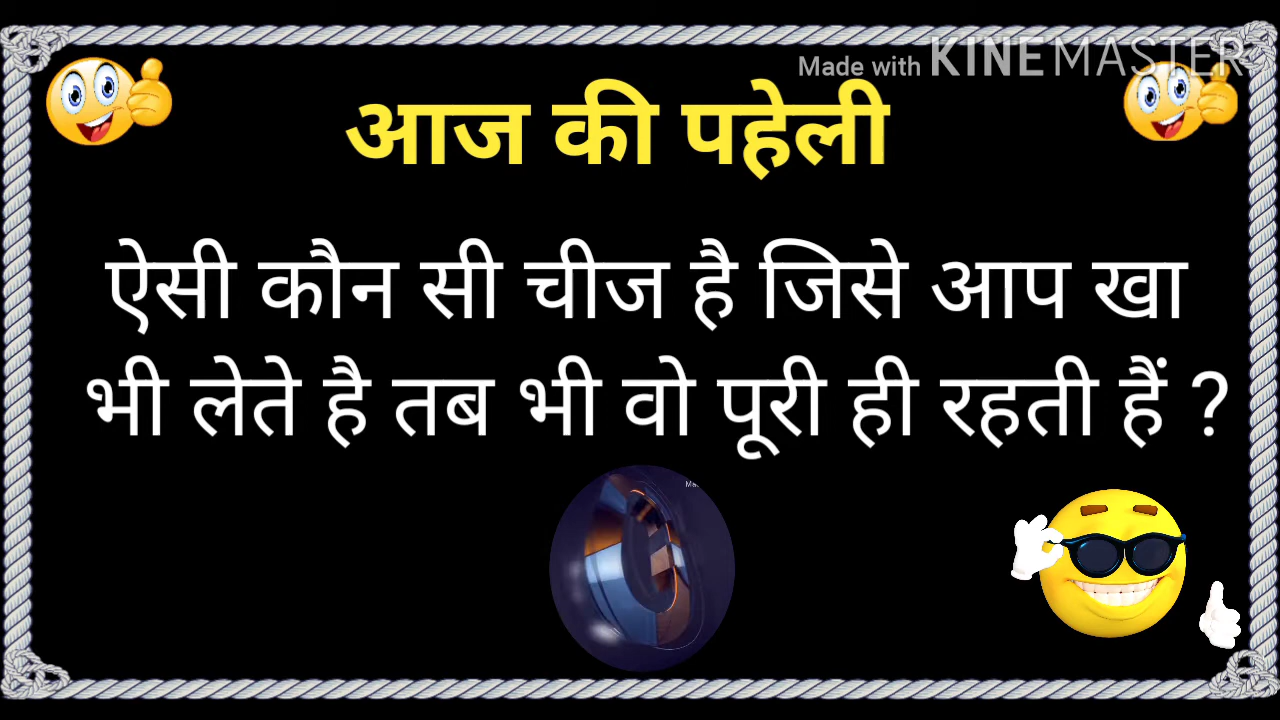 Made with KINEMASTER
आज की पहेली
ऐसी कौन सी चीज है जिसे आप खा
भी लेते है तब भी वो पूरी ही रहती हैं ?